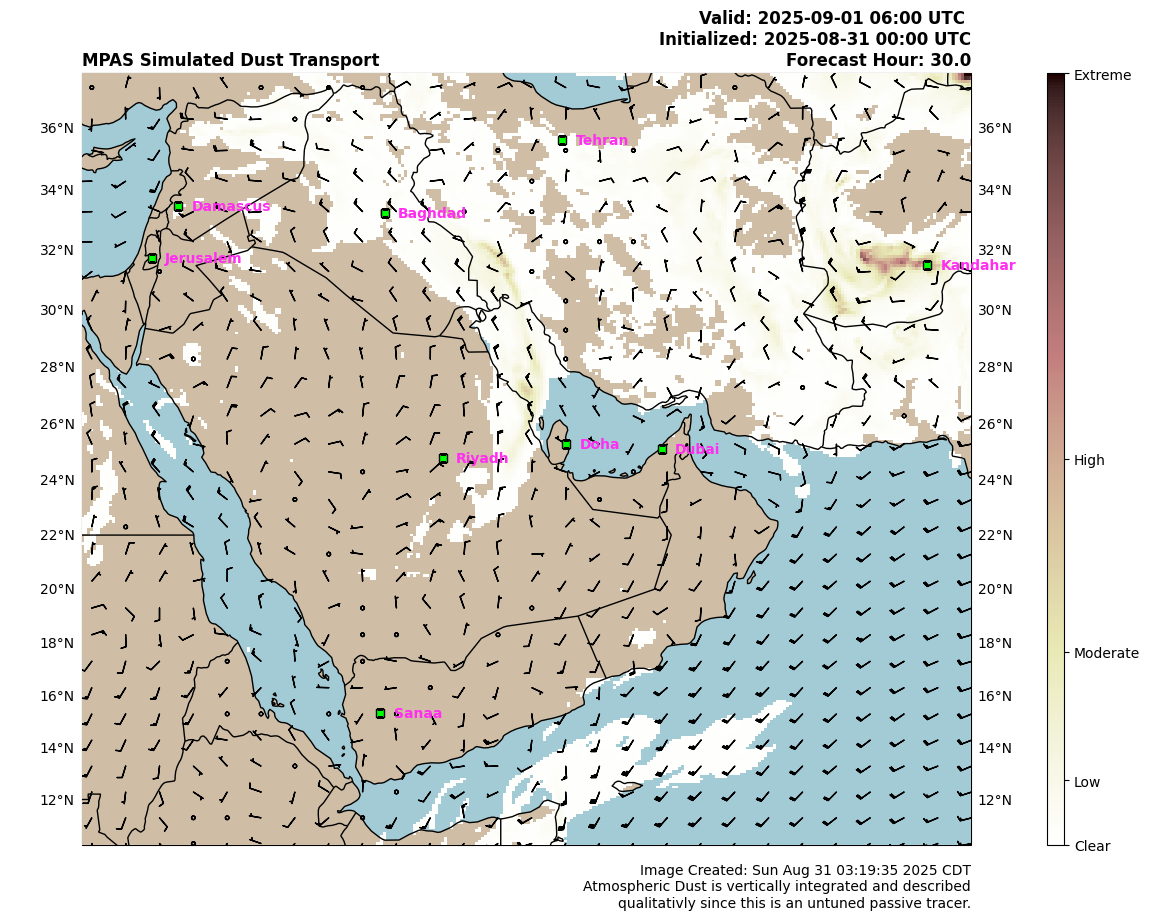 Valid: 2025-09-01 06:00 UTC
Initialized: 2025-08-31 00:00 UTC
MPAS Simulated Dust Transport
Forecast Hour: 30.0
Extreme
High
Moderate
Low
Clear
36°N
34°N
32°N
30°N
28°N
26°N
24°N
22°N
20°N
18°N
16°N
14°N
12°N
36°N
34°N
32°N
30°N
28°N
26°N
24°N
22°N
20°N
18°N
16°N
14°N
12°N
Tehran
Damascus
Baghdad
Jerusalem
Kandahar
Doha
Dubai
Riyadh
Sanaa
Image Created: Sun Aug 31 03:19:35 2025 CDT
Atmospheric Dust is vertically integrated and described
qualitativly since this is an untuned passive tracer.